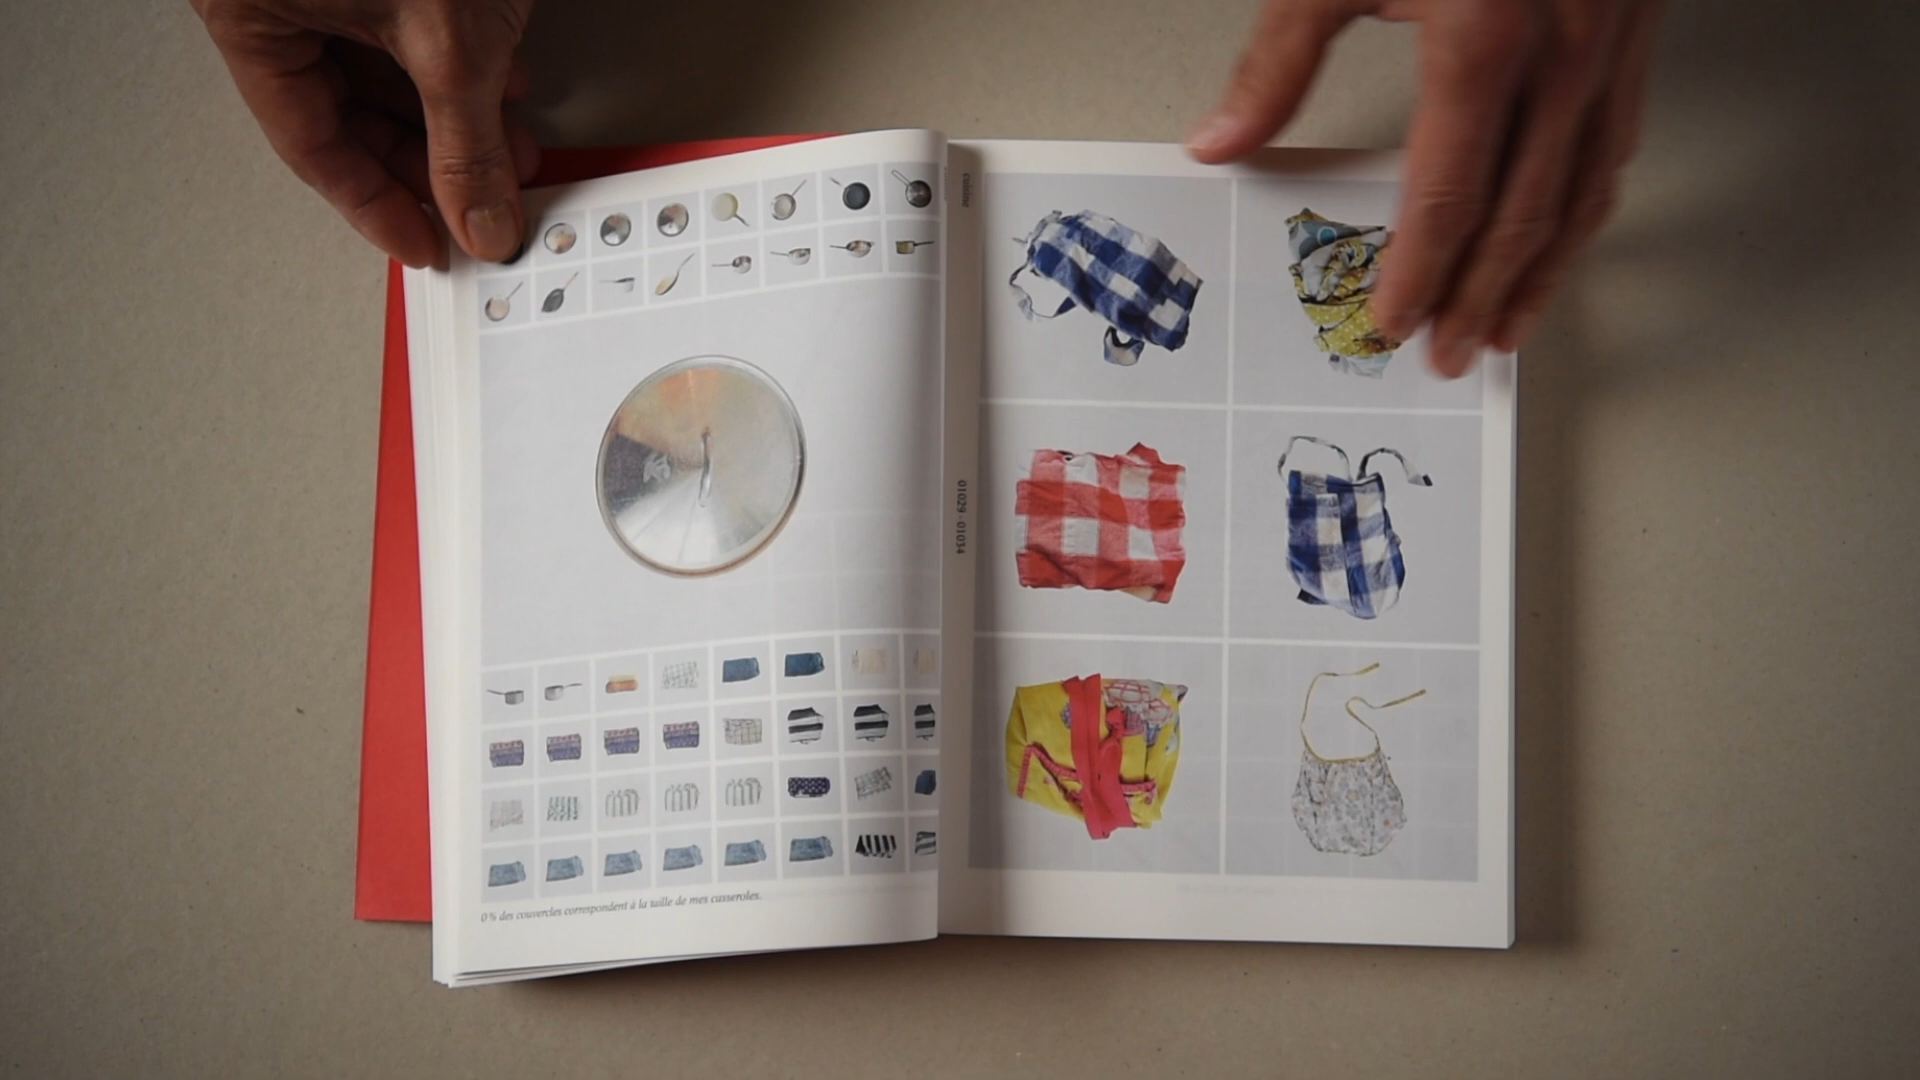 0 % des couvercles correspondent à la taille de mes casseroles.
cuisine
01029 - 01034